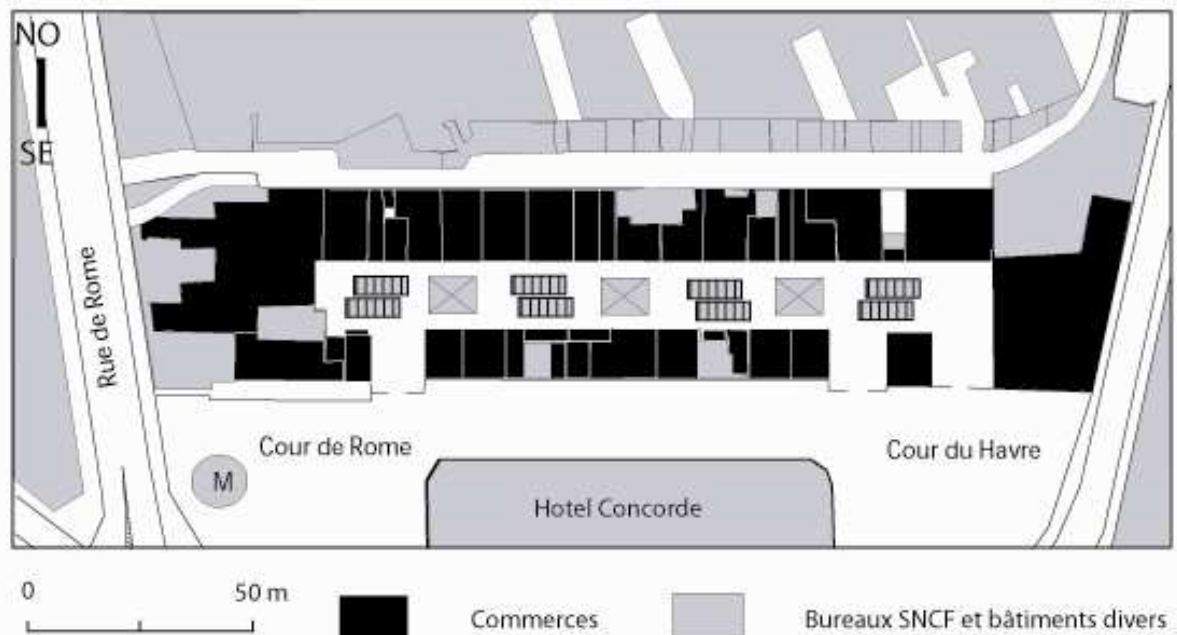 NO
SE
Rue de Rome
Cour de Rome
Cour du Havre
M
Hotel Concorde
0 50 m
Commerces
Bureaux SNCF et bâtiments divers